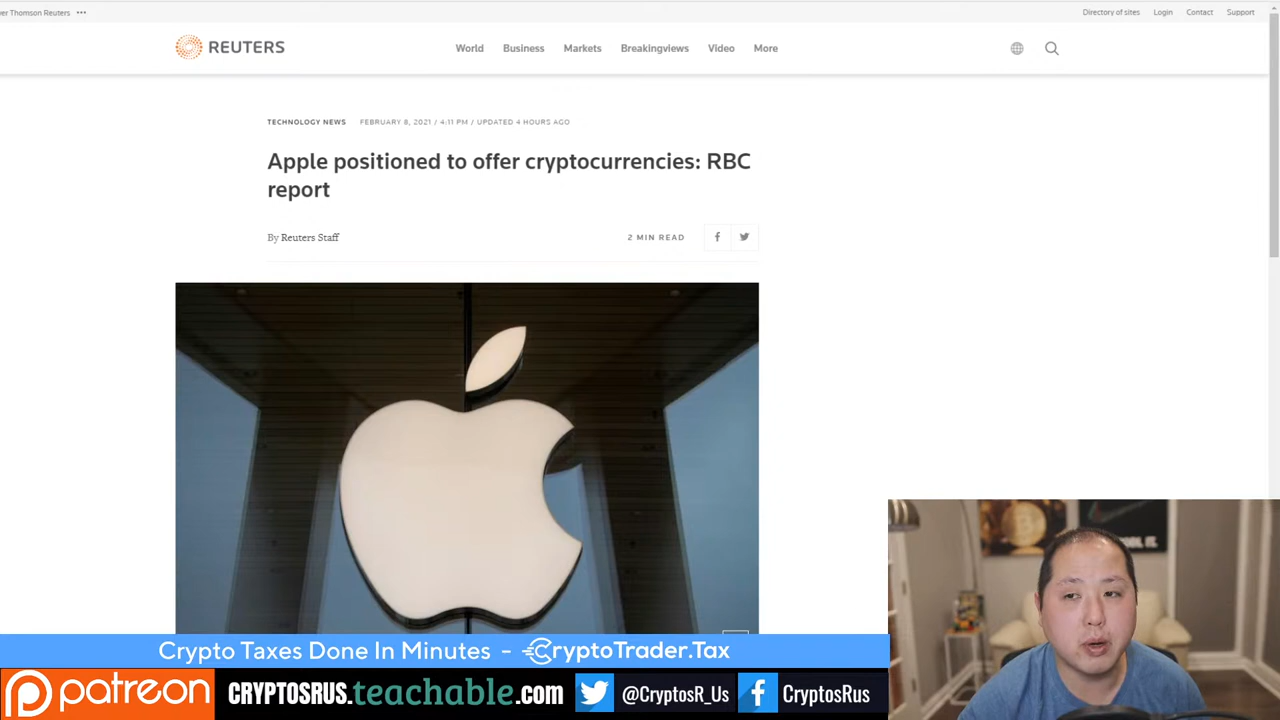 ver Thomson Reuters •••
Directory of sites Login Contact Support
REUTERS
World Business Markets Breakingviews Video More
TECHNOLOGY NEWS FEBRUARY 8, 2021 / 4:11 PM / UPDATED 4 HOURS AGO
Apple positioned to offer cryptocurrencies: RBC
report
By Reuters Staff
2 MIN READ
Crypto Taxes Done In Minutes - CryptoTrader.Tax
patreon
CRYPTOSRUS.teachable.com
@CryptosR_Us
CryptosRus